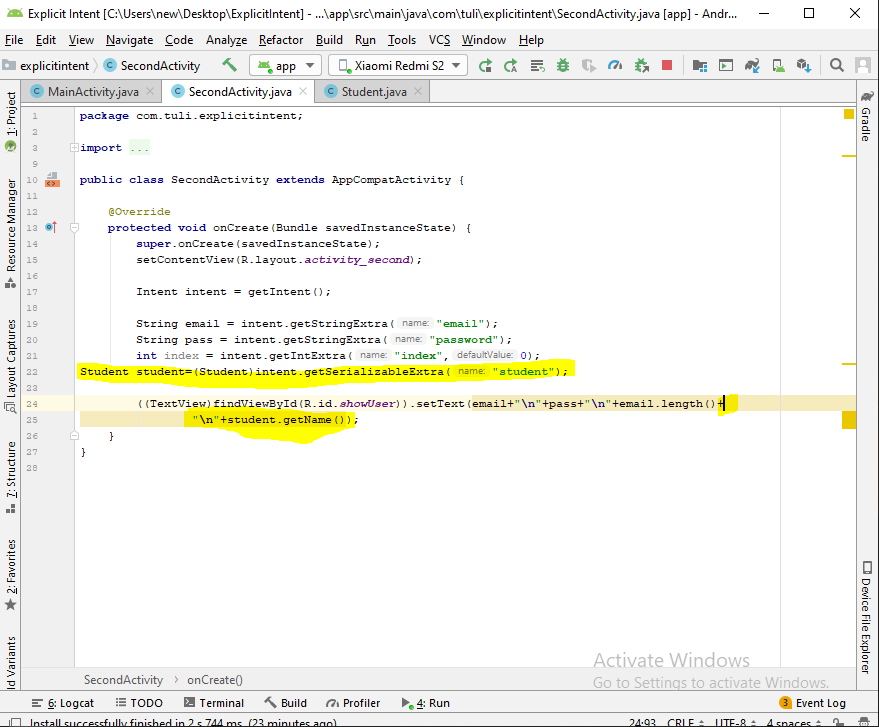 Explicit Intent [C:\Users\new\Desktop\ExplicitIntent] - ...\app\src\main\java\com\tuli\explicitintent\SecondActivity.java [app] - Andr...
File Edit View Navigate Code Analyze Refactor Build Run Tools VCS Window Help
explicitintent SecondActivity app Xiaomi Redmi S2
MainActivity.java SecondActivity.java Student.java
1: Project
Resource Manager
Layout Captures
Z: Structure
2: Favorites
ld Variants
1 package com.tuli.explicitintent;
2
3 import ...
9
10 public class SecondActivity extends AppCompatActivity {
11
12 @Override
13 protected void onCreate(Bundle savedInstanceState) {
14 super.onCreate(savedInstanceState);
15 setContentView(R.layout.activity_second);
16
17 Intent intent = getIntent();
18
19 String email = intent.getStringExtra( name: "email");
20 String pass = intent.getStringExtra( name: "password");
21 int index = intent.getIntExtra( name: "index", defaultValue: 0);
22 Student student=(Student)intent.getSerializableExtra( name: "student");
23
24 ((TextView)findViewById(R.id.showUser)).setText(email+"\n"+pass+"\n"+email.length()+
25 "\n"+student.getName());
26 }
27 }
28
Gradle
Device File Explorer
Activate Windows
Go to Settings to activate Windows.
SecondActivity > onCreate()
6: Logcat TODO Terminal Build Profiler 4: Run 3 Event Log
Install successfully finished in 2 s 744 ms. (23 minutes ago) 24:93 CRLF UTF-8 4 spaces